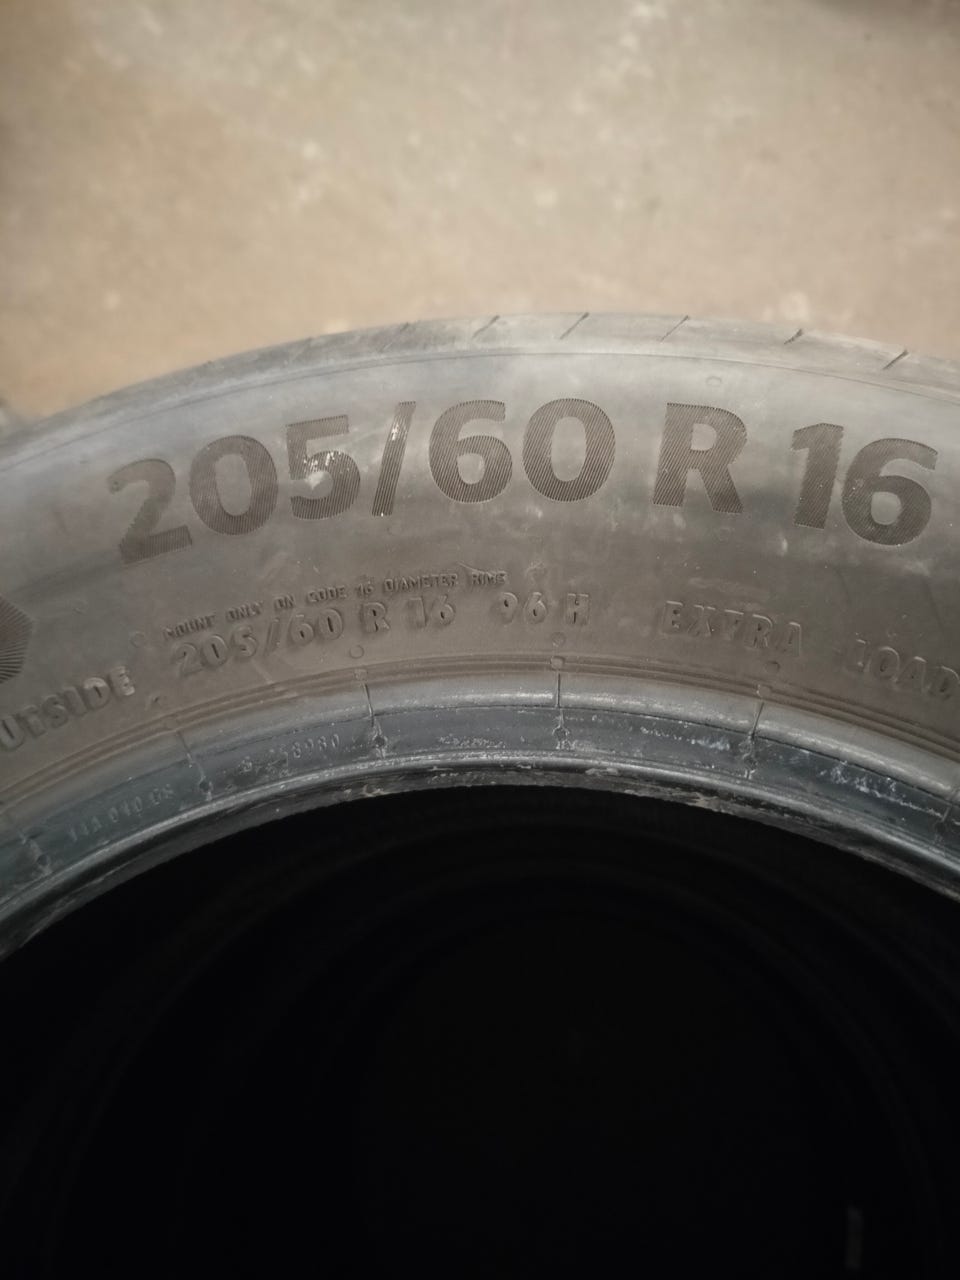 205/60 R 16
MOUNT ONLY ON CODE 16 DIAMETER RIMS
OUTSIDE 205/60 R 16 96 H EXTRA LOAD